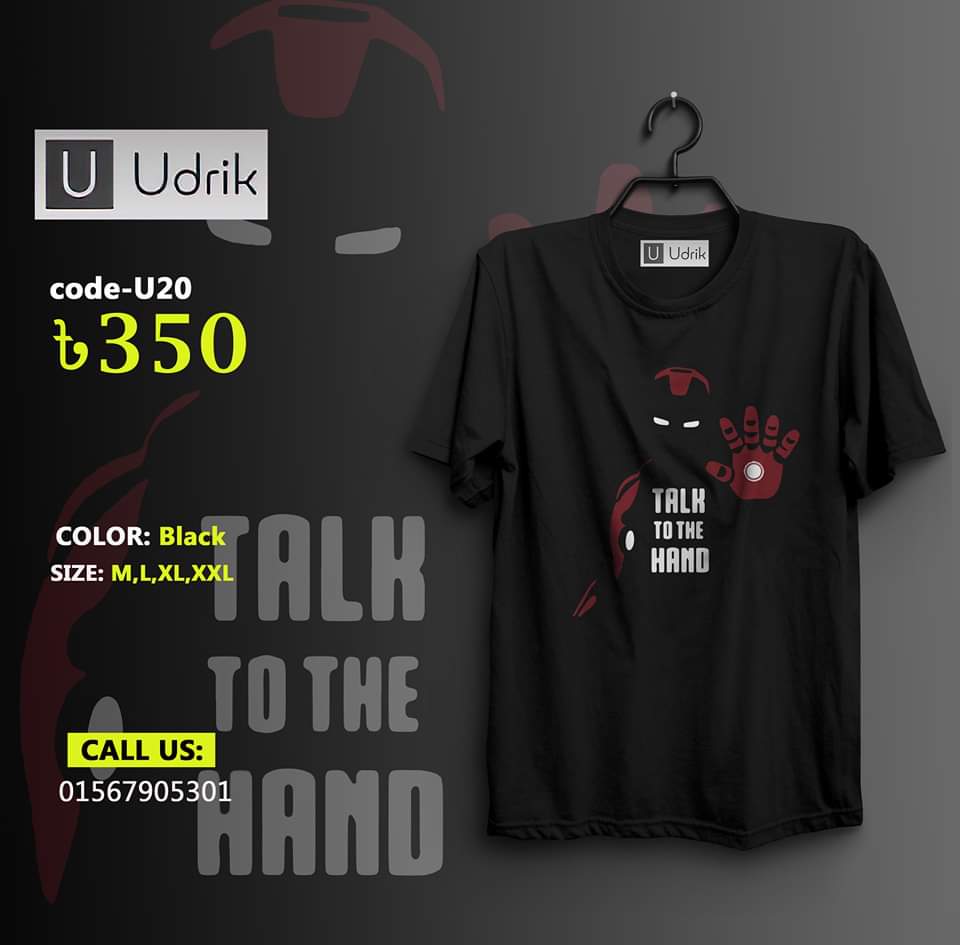 U Udrik
code-U20
৳350
COLOR: Black
SIZE: M,L,XL,XXL
CALL US:
01567905301
TALK
TO THE
HAND
U Udrik
TALK
TO THE
HAND